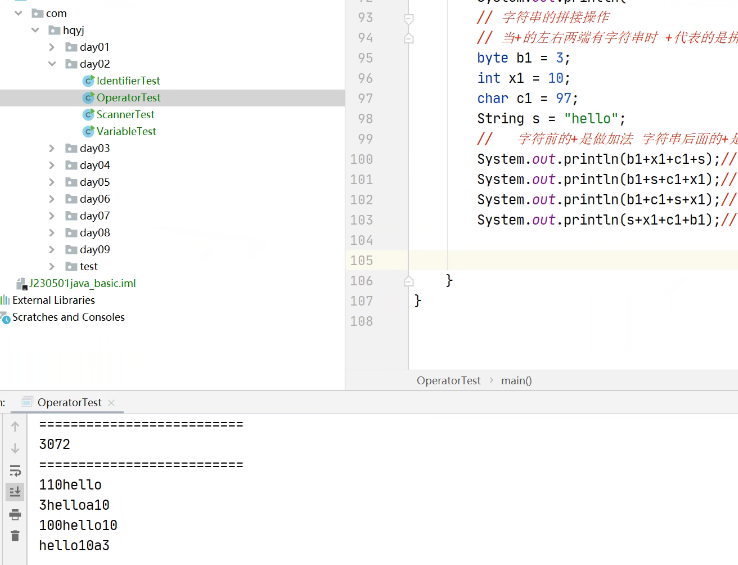 com
hqyj
day01
day02
IdentifierTest
OperatorTest
ScannerTest
VariableTest
day03
day04
day05
day06
day07
day08
day09
test
J230501java_basic.iml
External Libraries
Scratches and Consoles
93 // 字符串的拼接操作
94 // 当+的左右两端有字符串时 +代表的是拼
95 byte b1 = 3;
96 int x1 = 10;
97 char c1 = 97;
98 String s = "hello";
99 // 字符前的+是做加法 字符串后面的+是
100 System.out.println(b1+x1+c1+s);//
101 System.out.println(b1+s+c1+x1);//
102 System.out.println(b1+c1+s+x1);//
103 System.out.println(s+x1+c1+b1);//
104
105
106 }
107 }
108
OperatorTest › main()
OperatorTest ×
==========================
3072
==========================
110hello
3helloa10
100hello10
hello10a3